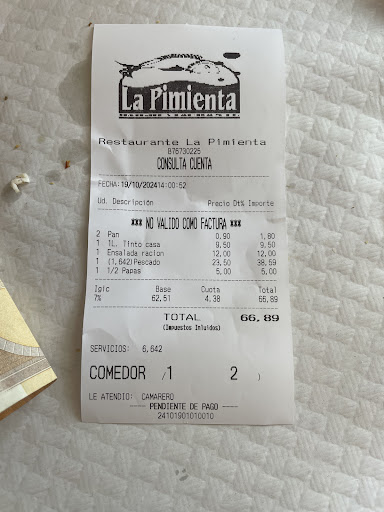 La Pimienta
Restaurante La Pimienta
B76730225
CONSULTA CUENTA
FECHA:19/10/2024 14:00:52
Ud. Descripción Precio Dt% Importe
*** NO VALIDO COMO FACTURA ***
2 Pan 0,90 1,80
1 1L. Tinto casa 9,50 9,50
1 Ensalada racion 12,00 12,00
1 (1,642)Pescado 23,50 38,59
1 1/2 Papas 5,00 5,00
Igic Base Cuota Total
7% 62,51 4,38 66,89
TOTAL 66,89
(Impuestos Inluidos)
SERVICIOS: 6,642
COMEDOR /1 2 )
LE ATENDIO: CAMARERO
PENDIENTE DE PAGO
24101901010010